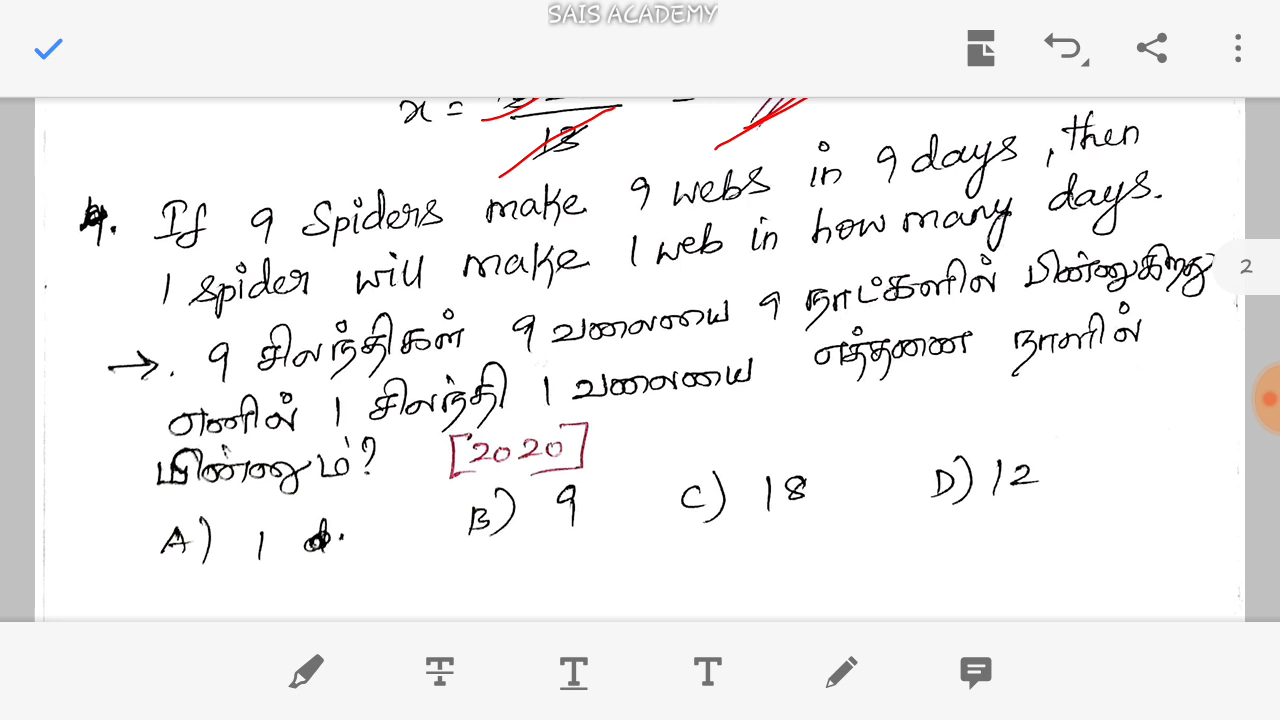 SAIS ACADEMY
x =
18
4. If 9 Spiders make 9 webs in 9 days, then
1 spider will make 1 web in how many days.
2
→. 9 சிலந்திகள் 9 வலையை 9 நாட்களில் பின்னுகிறது
எனில் 1 சிலந்தி 1 வலையை எத்தனை நாளில்
பின்னும்? [2020]
A) 1 B) 9 C) 18 D) 12
T T T